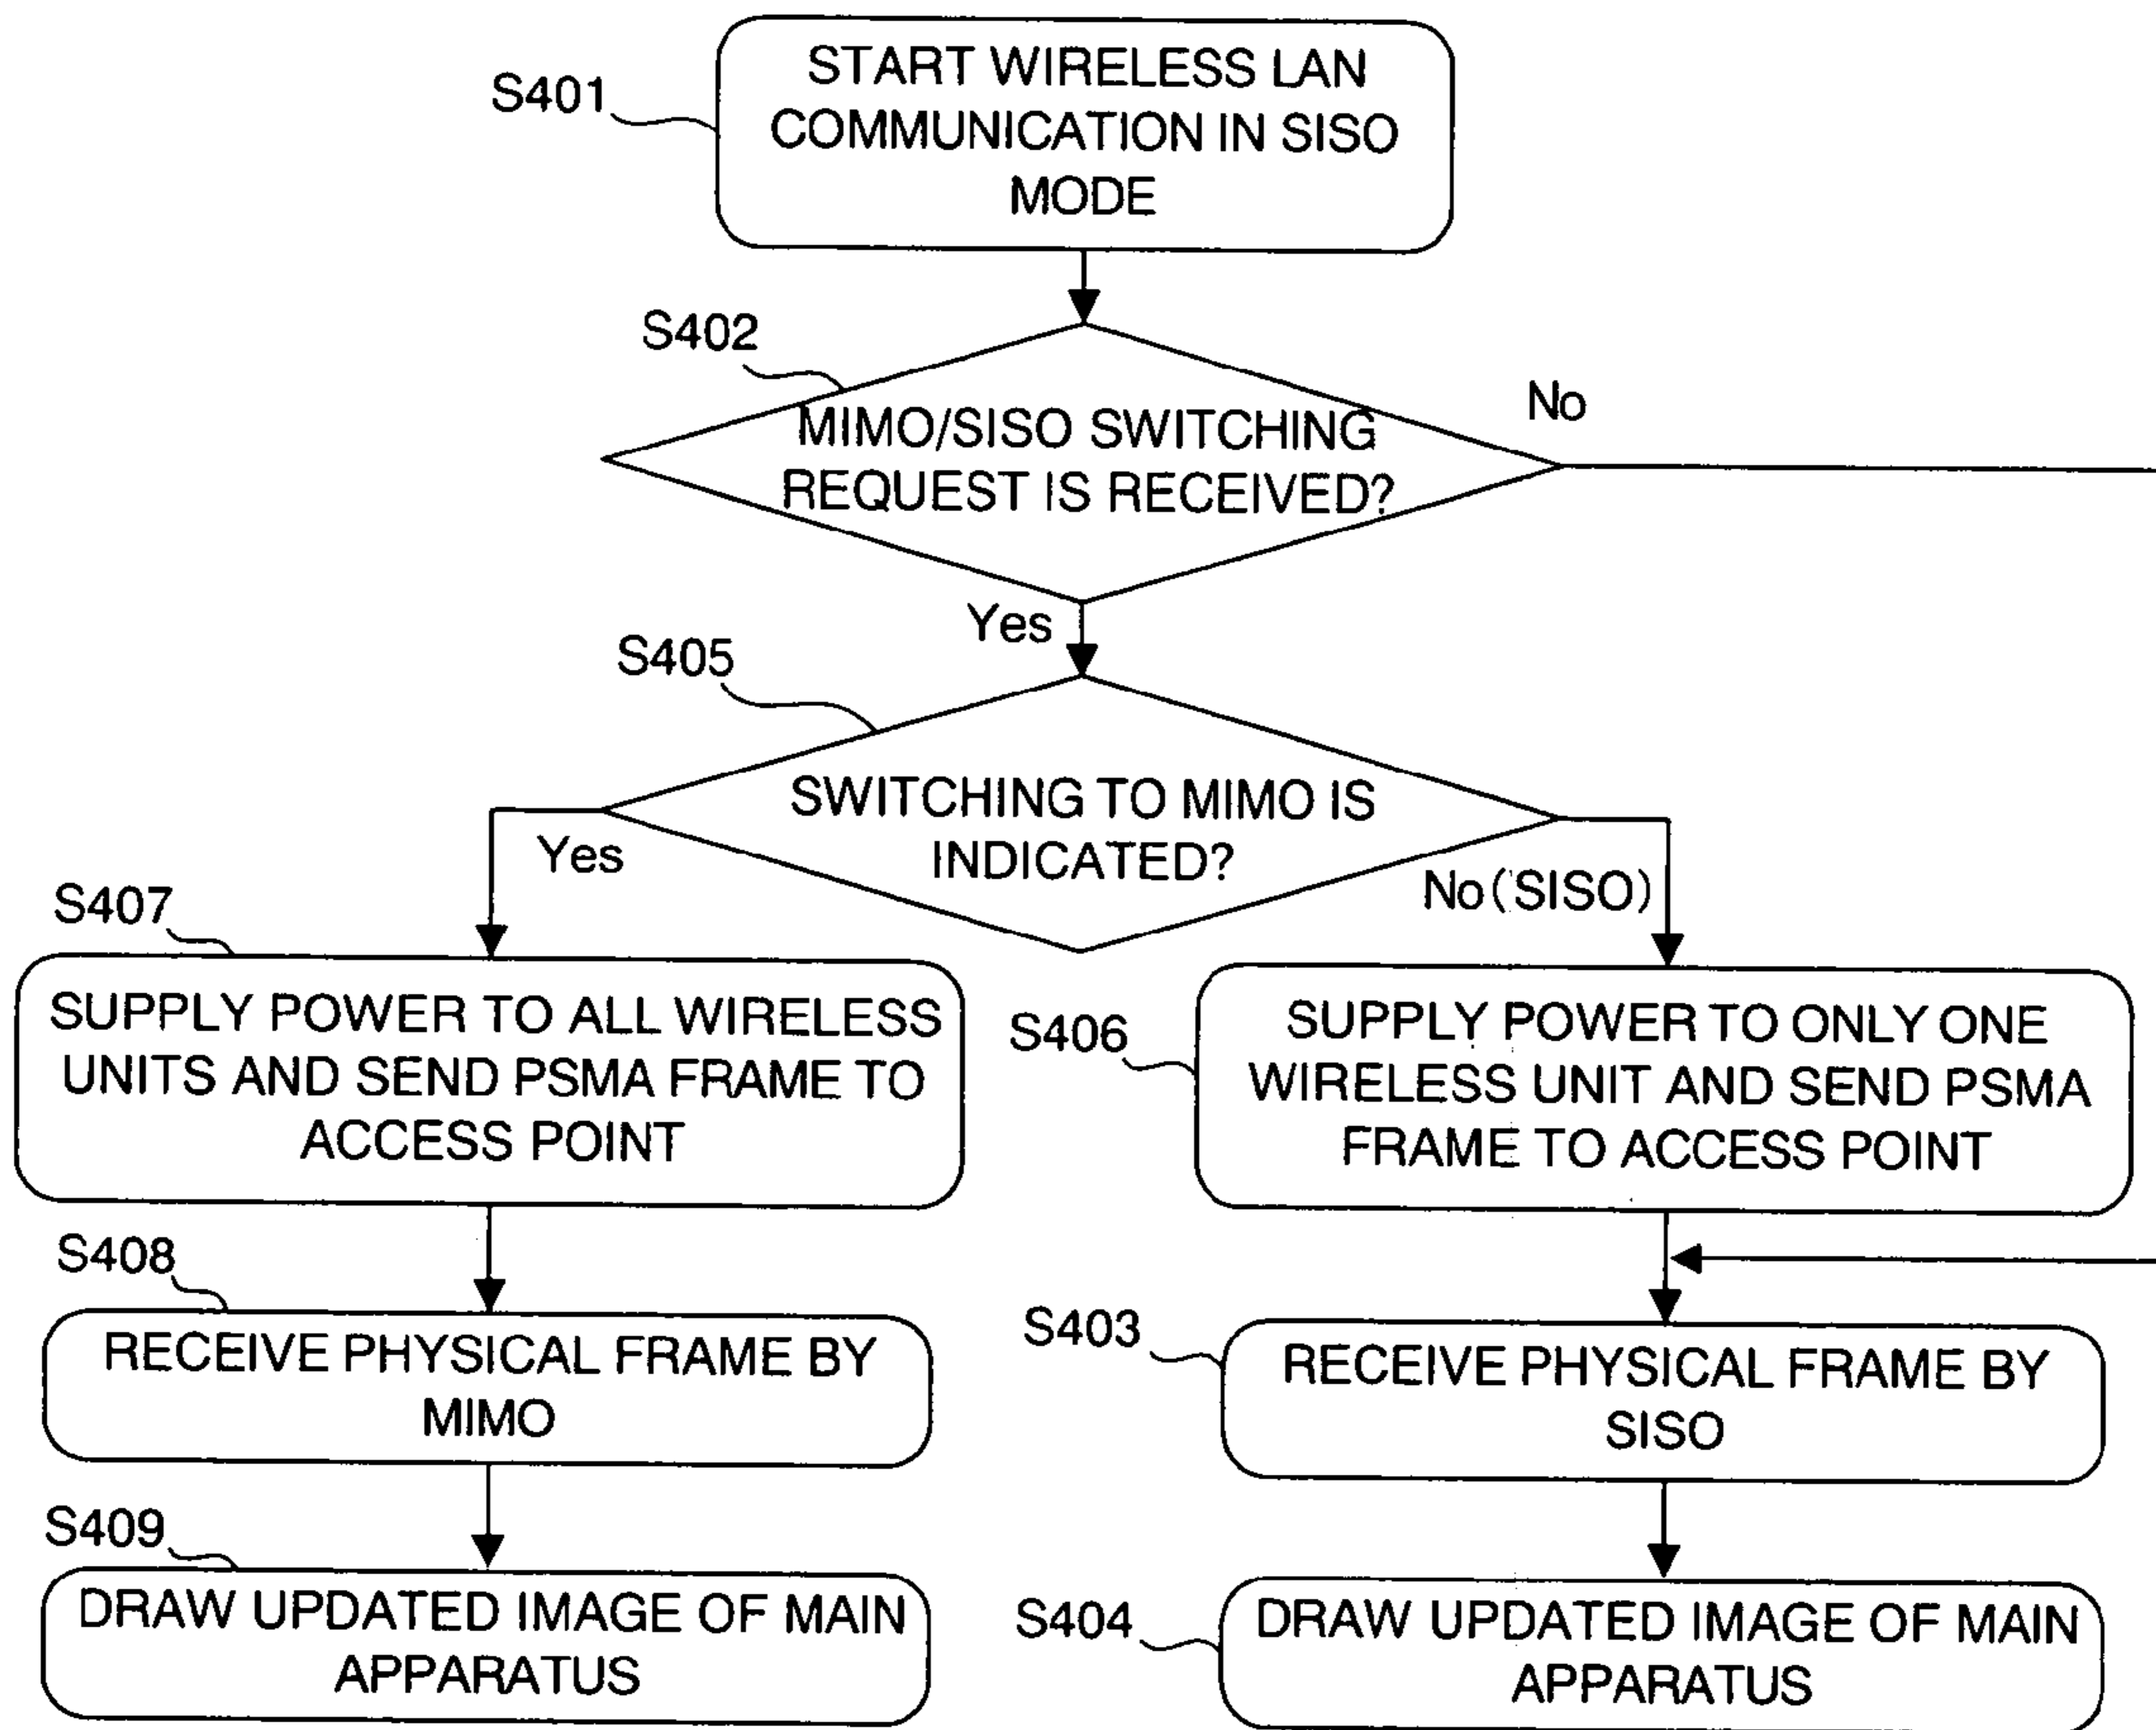 S401
START WIRELESS LAN
COMMUNICATION IN SISO
MODE
S402
MIMO/SISO SWITCHING
REQUEST IS RECEIVED?
No
Yes
S405
SWITCHING TO MIMO IS
INDICATED?
Yes
No(SISO)
S407
SUPPLY POWER TO ALL WIRELESS
UNITS AND SEND PSMA FRAME TO
ACCESS POINT
S406
SUPPLY POWER TO ONLY ONE
WIRELESS UNIT AND SEND PSMA
FRAME TO ACCESS POINT
S408
RECEIVE PHYSICAL FRAME BY
MIMO
S403
RECEIVE PHYSICAL FRAME BY
SISO
S409
DRAW UPDATED IMAGE OF MAIN
APPARATUS
S404
DRAW UPDATED IMAGE OF MAIN
APPARATUS